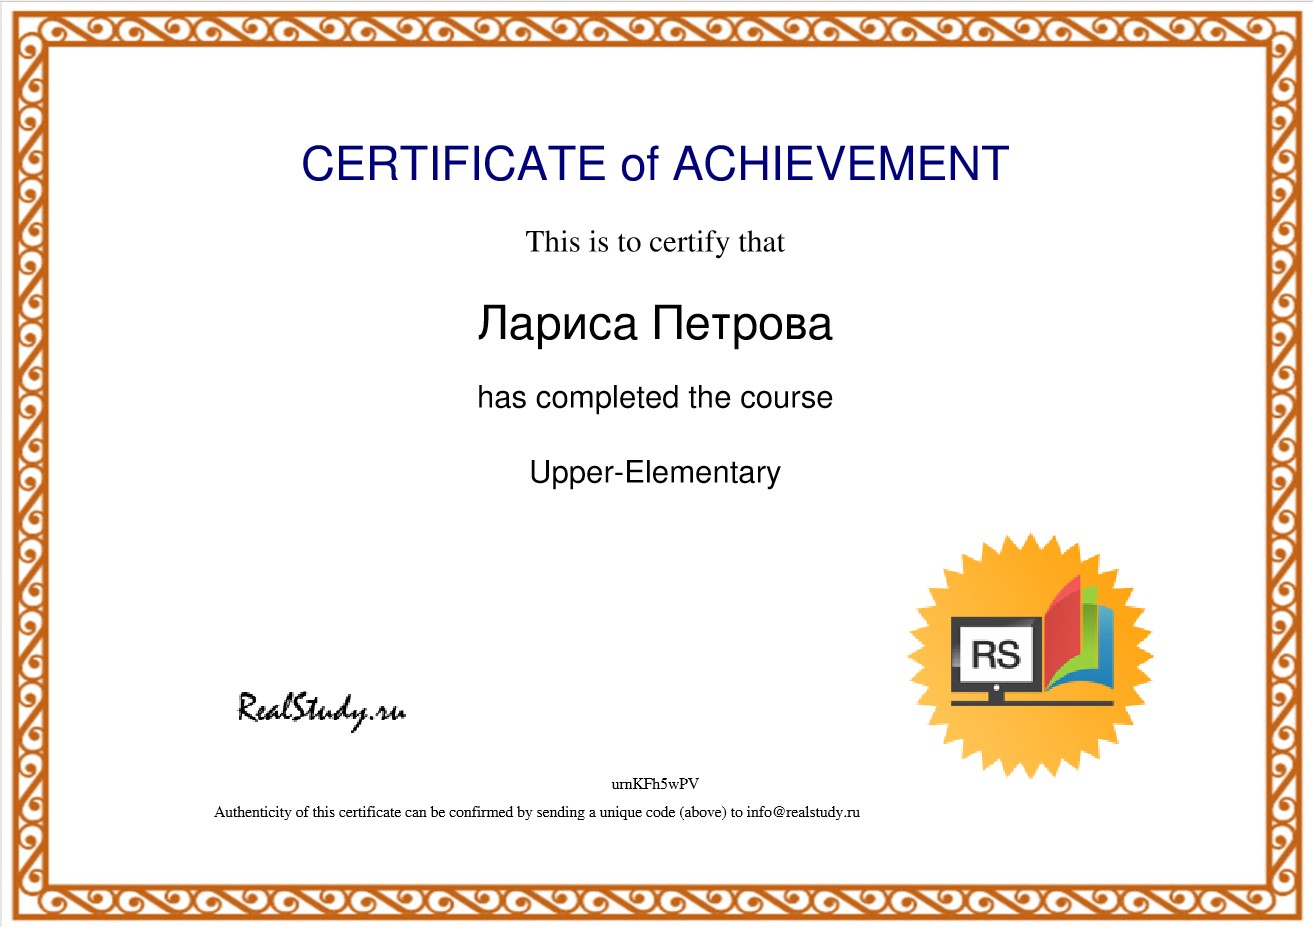 CERTIFICATE of ACHIEVEMENT
This is to certify that
Лариса Петрова
has completed the course
Upper-Elementary
RS
RealStudy.ru
urnKFh5wPV
Authenticity of this certificate can be confirmed by sending a unique code (above) to info@realstudy.ru